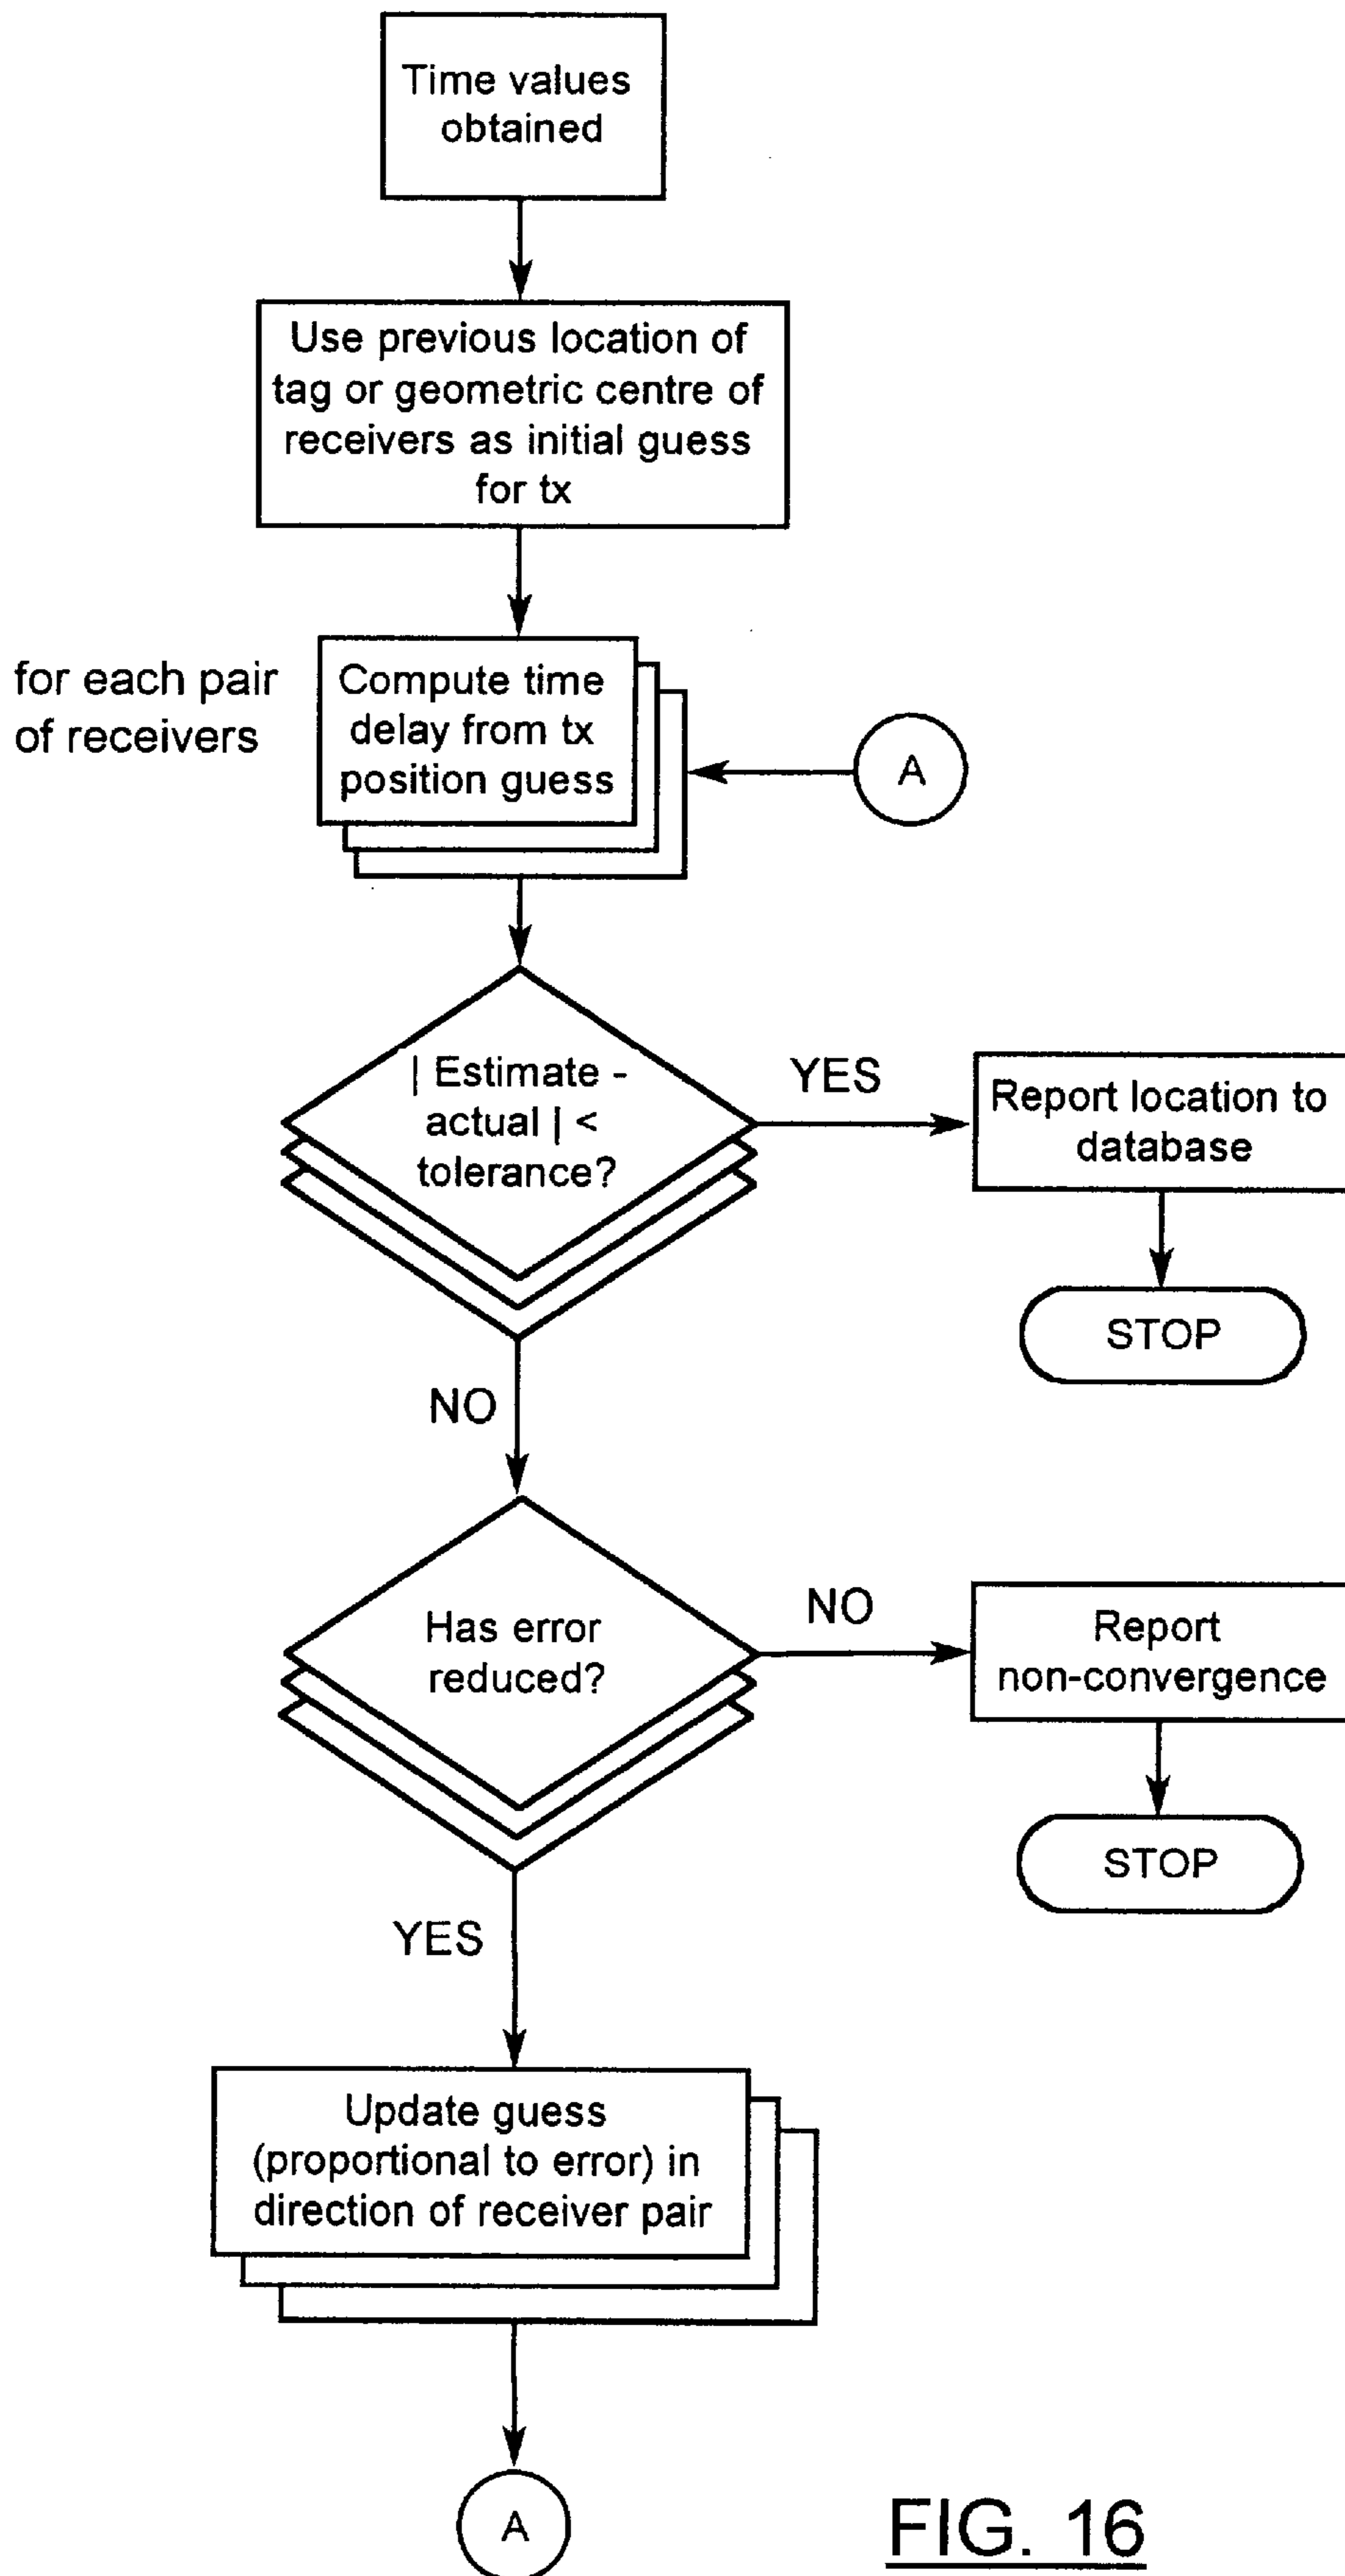 Time values
obtained
Use previous location of
tag or geometric centre of
receivers as initial guess
for tx
for each pair
of receivers
Compute time
delay from tx
position guess
A
| Estimate -
actual | <
tolerance?
YES
Report location to
database
STOP
NO
Has error
reduced?
NO
Report
non-convergence
STOP
YES
Update guess
(proportional to error) in
direction of receiver pair
A
FIG. 16